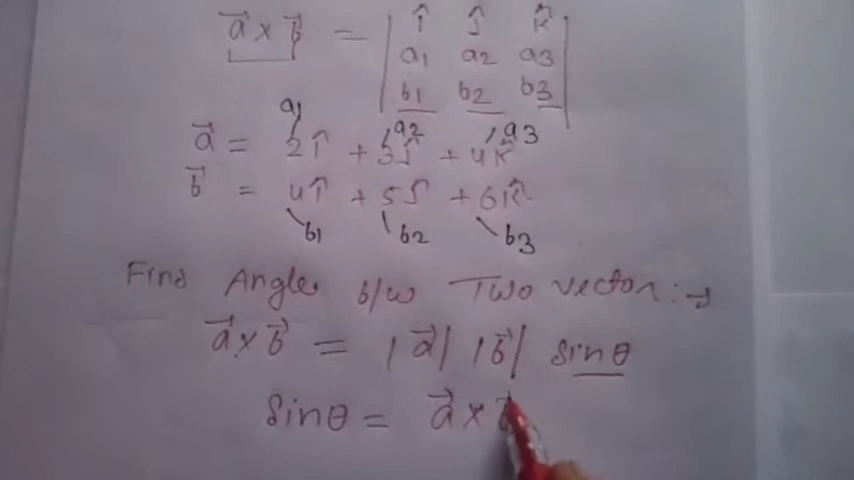 a⃗ × b⃗ = | î ĵ k̂ |
| a1 a2 a3 |
| b1 b2 b3 |
a1 a2 a3
a⃗ = 2î + 3ĵ + 4k̂
b⃗ = 4î + 5ĵ + 6k̂
b1 b2 b3
Find Angles b/w Two vector :→
a⃗ × b⃗ = |a⃗| |b⃗| sinθ
sinθ = a⃗ ×